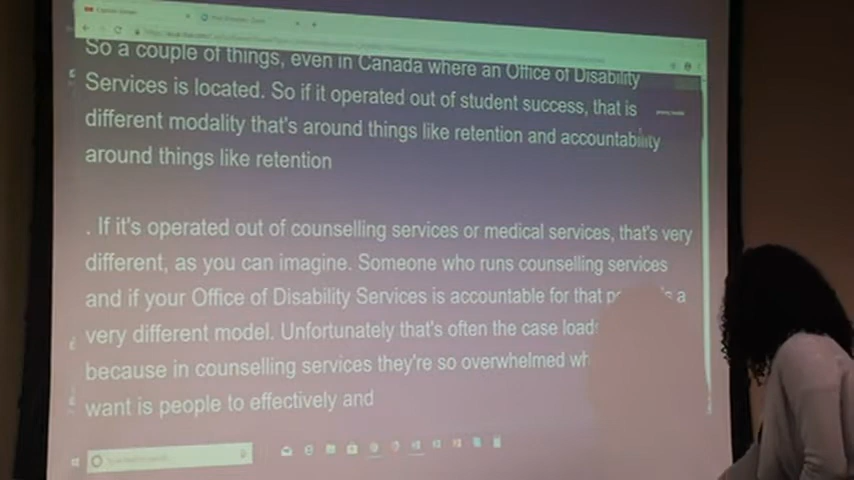 So a couple of things, even in Canada where an Office of Disability
Services is located. So if it operated out of student success, that is
different modality that's around things like retention and accountability
around things like retention
. If it's operated out of counselling services or medical services, that's very
different, as you can imagine. Someone who runs counselling services
and if your Office of Disability Services is accountable for that a
very different model. Unfortunately that's often the case
because in counselling services they're so overwhelmed
want is people to effectively and